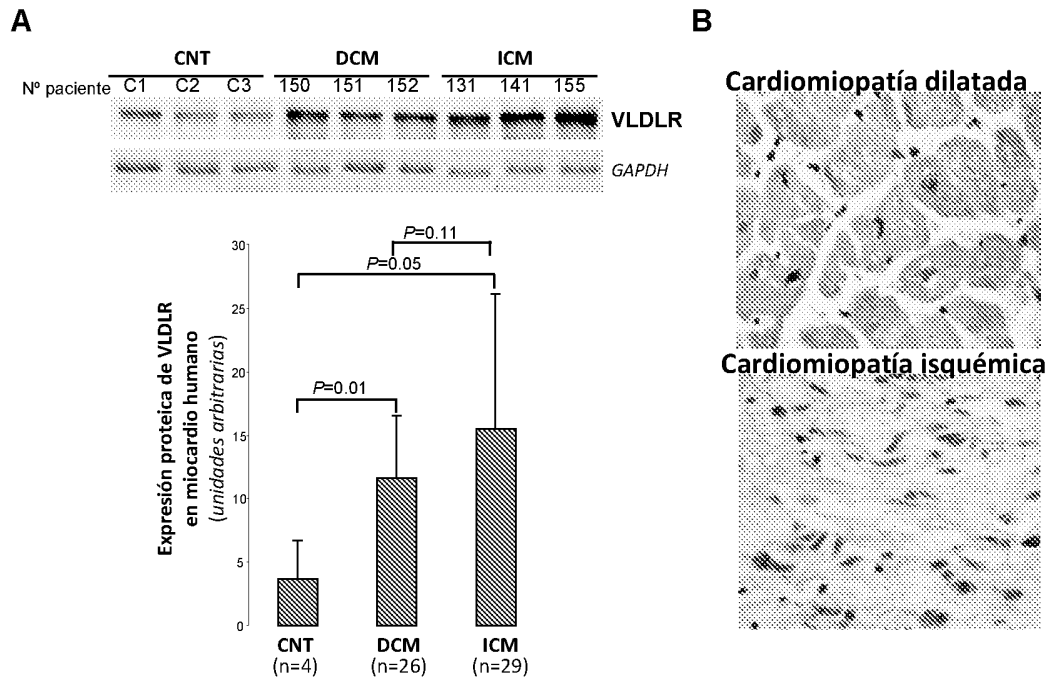 A
CNT DCM ICM
Nº paciente C1 C2 C3 150 151 152 131 141 155
VLDLR
GAPDH
Expresión proteica de VLDLR
en miocardio humano
(unidades arbitrarias)
30
25
20
15
10
5
0
P=0.11
P=0.05
P=0.01
CNT DCM ICM
(n=4) (n=26) (n=29)
B
Cardiomiopatía dilatada
Cardiomiopatía isquémica